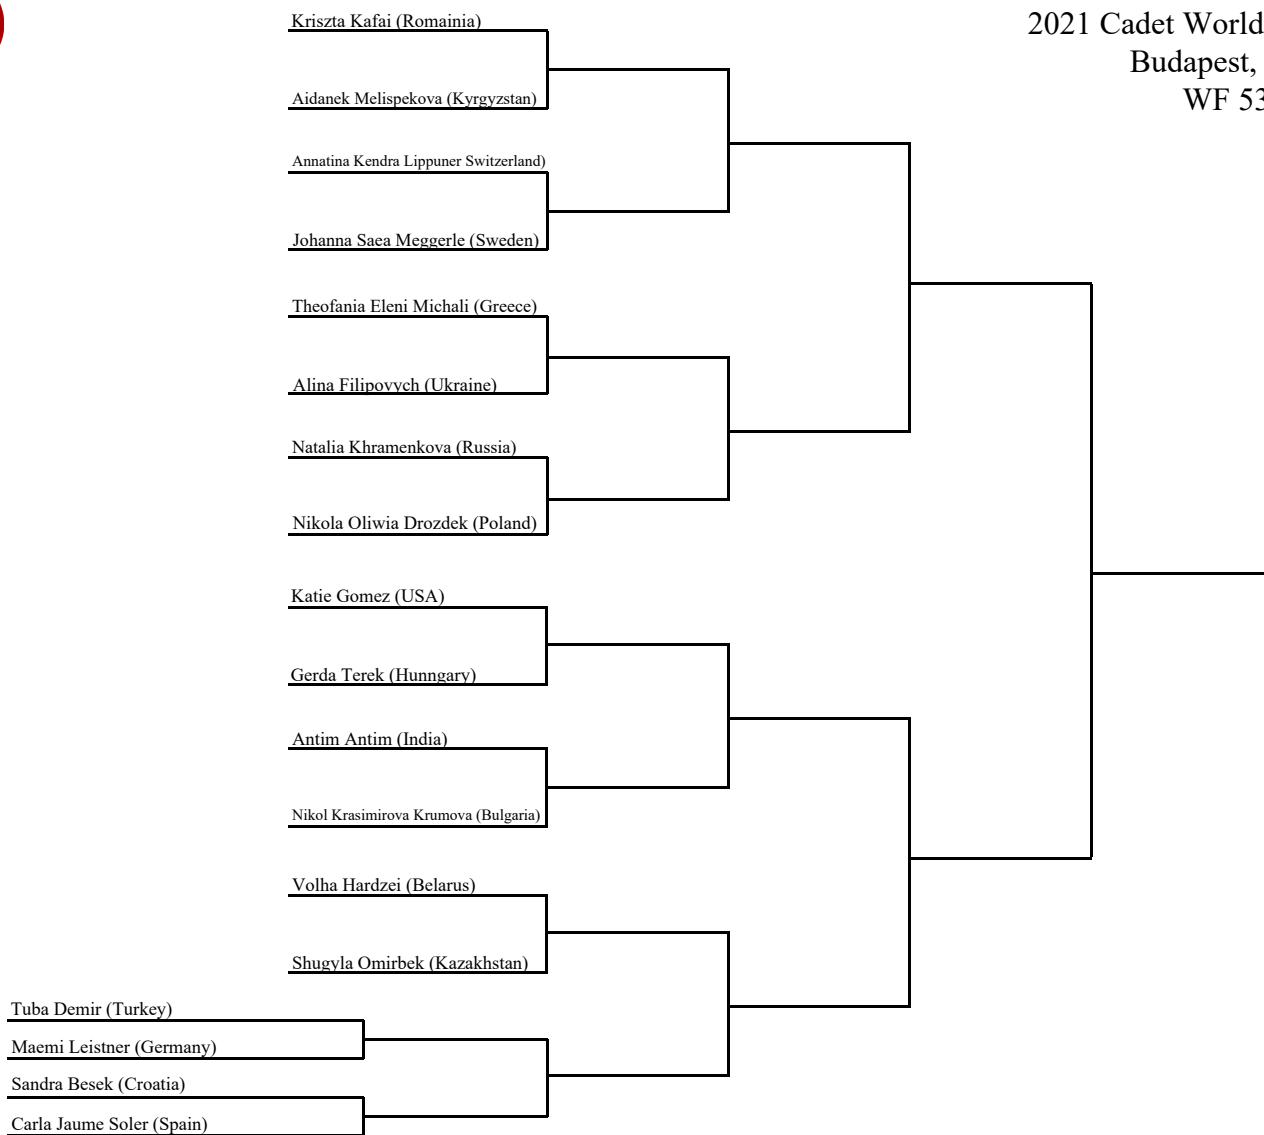 Kriszta Kafai (Romainia)
2021 Cadet World
Budapest,
WF 53
Aidanek Melispekova (Kyrgyzstan)
Annatina Kendra Lippuner Switzerland)
Johanna Saea Meggerle (Sweden)
Theofania Eleni Michali (Greece)
Alina Filipovych (Ukraine)
Natalia Khramenkova (Russia)
Nikola Oliwia Drozdek (Poland)
Katie Gomez (USA)
Gerda Terek (Hunngary)
Antim Antim (India)
Nikol Krasimirova Krumova (Bulgaria)
Volha Hardzei (Belarus)
Shugyla Omirbek (Kazakhstan)
Tuba Demir (Turkey)
Maemi Leistner (Germany)
Sandra Besek (Croatia)
Carla Jaume Soler (Spain)